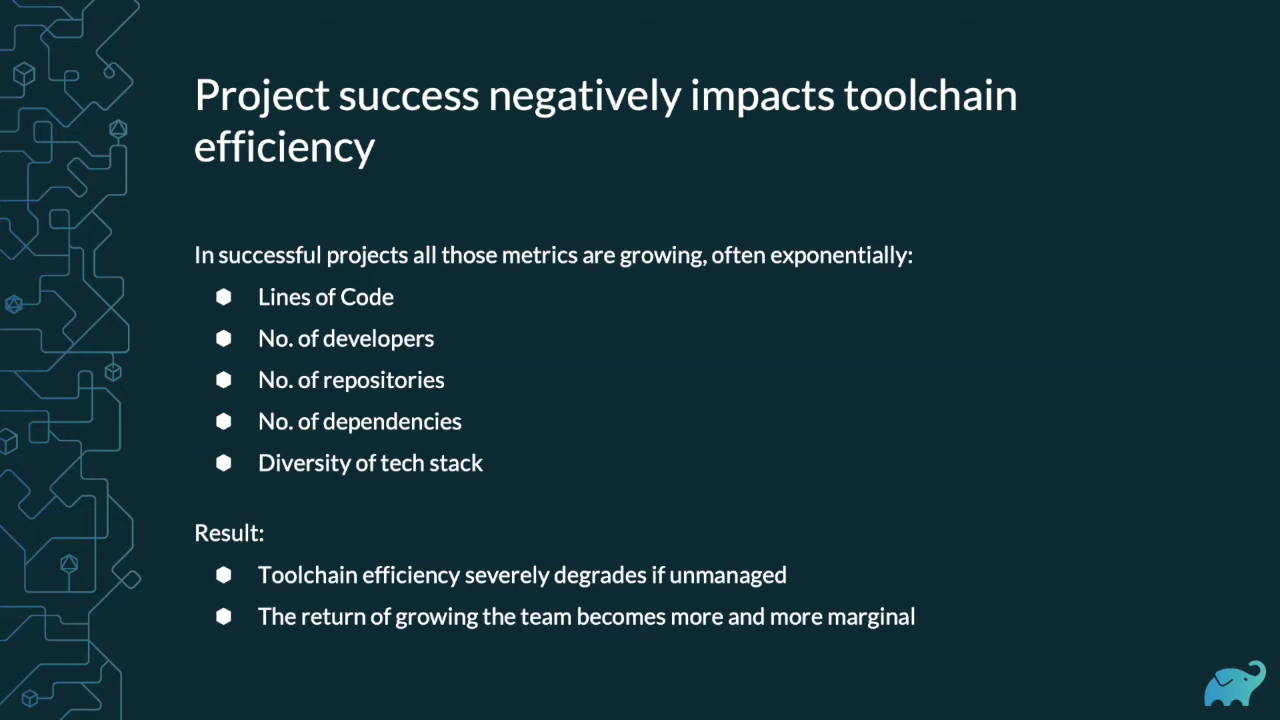 Project success negatively impacts toolchain
efficiency
In successful projects all those metrics are growing, often exponentially:
Lines of Code
No. of developers
No. of repositories
No. of dependencies
Diversity of tech stack
Result:
Toolchain efficiency severely degrades if unmanaged
The return of growing the team becomes more and more marginal